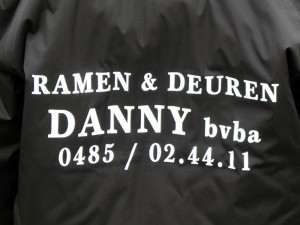 RAMEN & DEUREN
DANNY bvba
0485 / 02.44.11